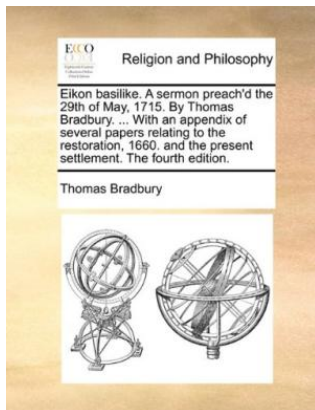 ECCO
Religion and Philosophy
Eikon basilike. A sermon preach'd the
29th of May, 1715. By Thomas
Bradbury. ... With an appendix of
several papers relating to the
restoration, 1660. and the present
settlement. The fourth edition.
Thomas Bradbury